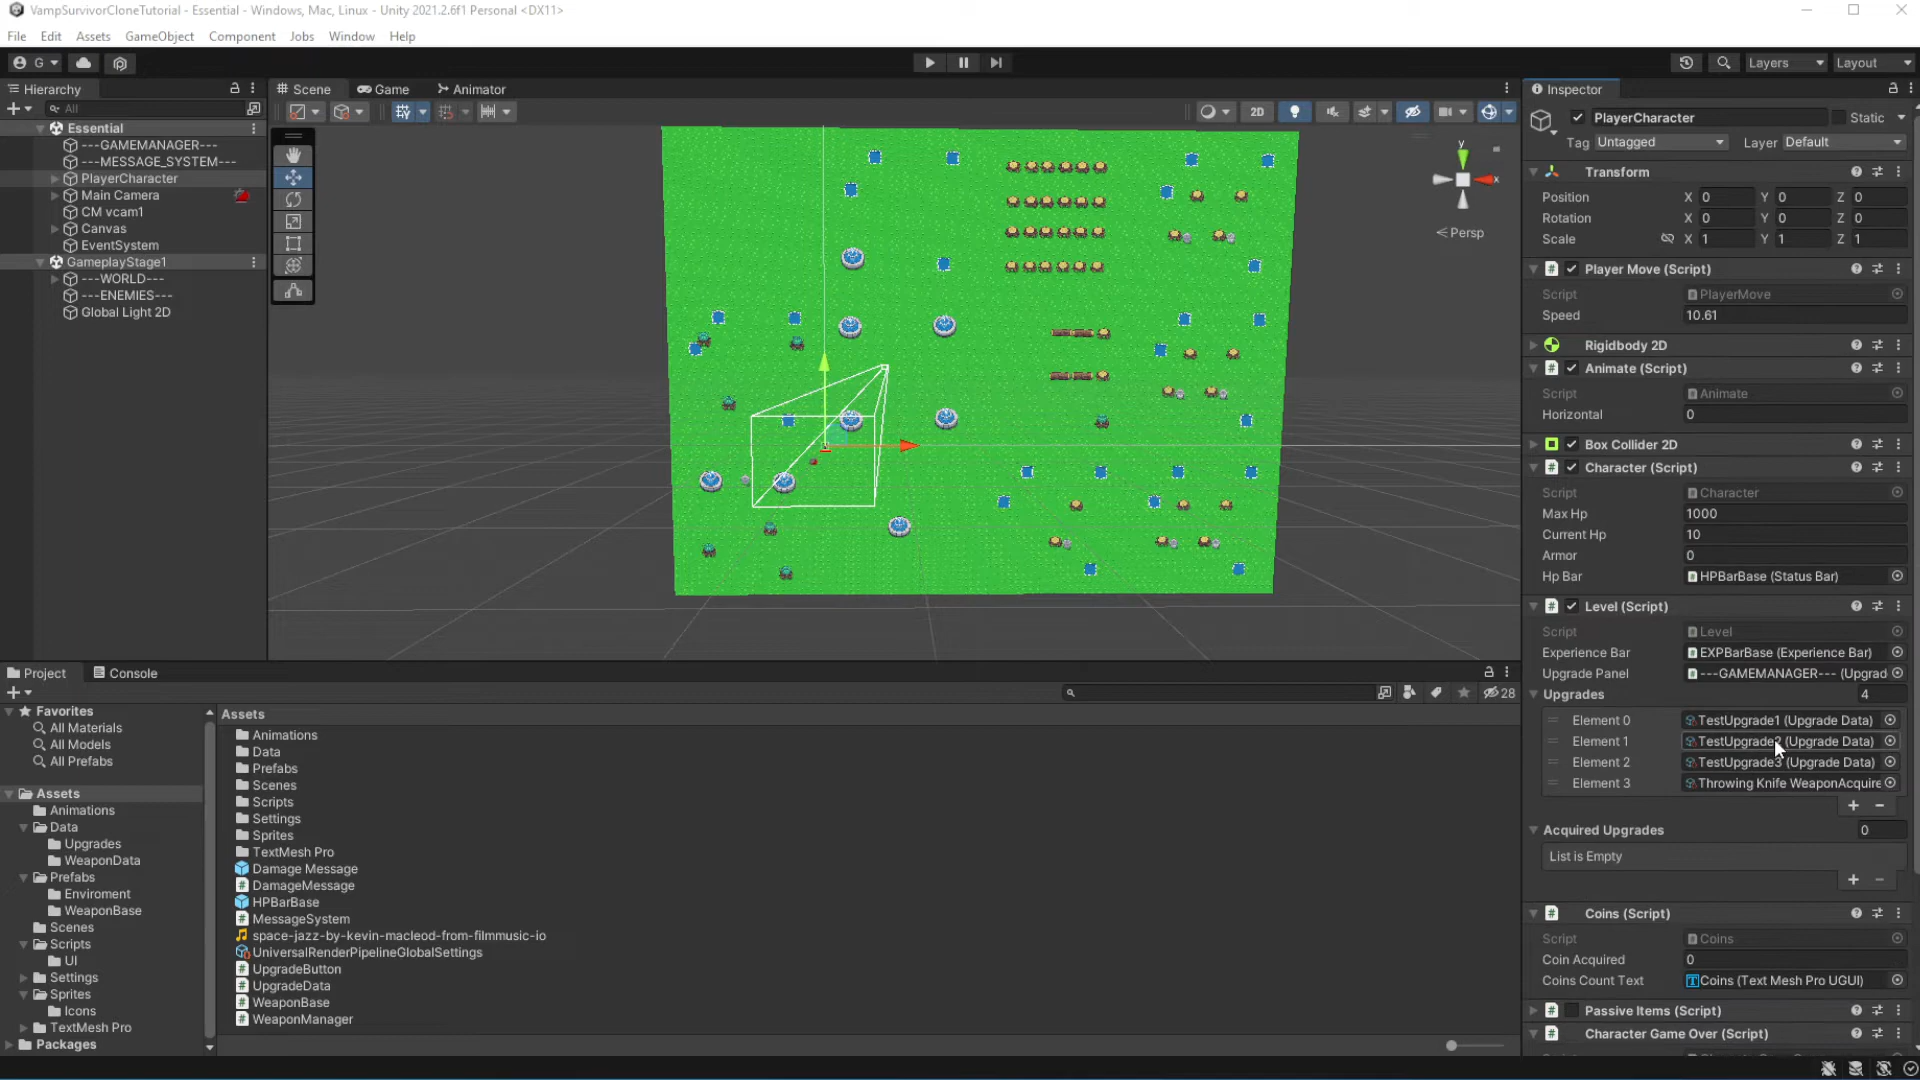 VampSurvivorCloneTutorial - Essential - Windows, Mac, Linux - Unity 2021.2.6f1 Personal <DX11>
File Edit Assets GameObject Component Jobs Window Help
G Layers Layout
Hierarchy
All
Essential
---GAMEMANAGER---
---MESSAGE_SYSTEM---
PlayerCharacter
Main Camera
CM vcam1
Canvas
EventSystem
GameplayStage1
---WORLD---
---ENEMIES---
Global Light 2D
Scene Game Animator
2D
y
x
Persp
Inspector
PlayerCharacter Static
Tag Untagged Layer Default
Transform
Position X 0 Y 0 Z 0
Rotation X 0 Y 0 Z 0
Scale X 1 Y 1 Z 1
Player Move (Script)
Script PlayerMove
Speed 10.61
Rigidbody 2D
Animate (Script)
Script Animate
Horizontal 0
Box Collider 2D
Character (Script)
Script Character
Max Hp 1000
Current Hp 10
Armor 0
Hp Bar HPBarBase (Status Bar)
Level (Script)
Script Level
Experience Bar EXPBarBase (Experience Bar)
Upgrade Panel ---GAMEMANAGER--- (Upgrad
Upgrades 4
Element 0 TestUpgrade1 (Upgrade Data)
Element 1 TestUpgrade2 (Upgrade Data)
Element 2 TestUpgrade3 (Upgrade Data)
Element 3 Throwing Knife WeaponAcquire
Acquired Upgrades 0
List is Empty
Coins (Script)
Script Coins
Coin Acquired 0
Coins Count Text Coins (Text Mesh Pro UGUI)
Passive Items (Script)
Character Game Over (Script)
Project Console
28
Favorites
All Materials
All Models
All Prefabs
Assets
Animations
Data
Upgrades
WeaponData
Prefabs
Enviroment
WeaponBase
Scenes
Scripts
UI
Settings
Sprites
Icons
TextMesh Pro
Packages
Assets
Animations
Data
Prefabs
Scenes
Scripts
Settings
Sprites
TextMesh Pro
Damage Message
DamageMessage
HPBarBase
MessageSystem
space-jazz-by-kevin-macleod-from-filmmusic-io
UniversalRenderPipelineGlobalSettings
UpgradeButton
UpgradeData
WeaponBase
WeaponManager